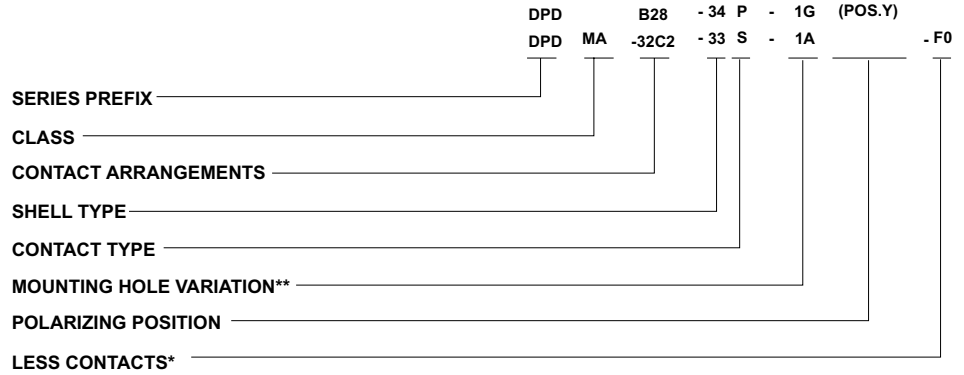 DPD B28 - 34 P - 1G (POS.Y)
DPD MA -32C2 - 33 S - 1A - F0
SERIES PREFIX
CLASS
CONTACT ARRANGEMENTS
SHELL TYPE
CONTACT TYPE
MOUNTING HOLE VARIATION**
POLARIZING POSITION
LESS CONTACTS*